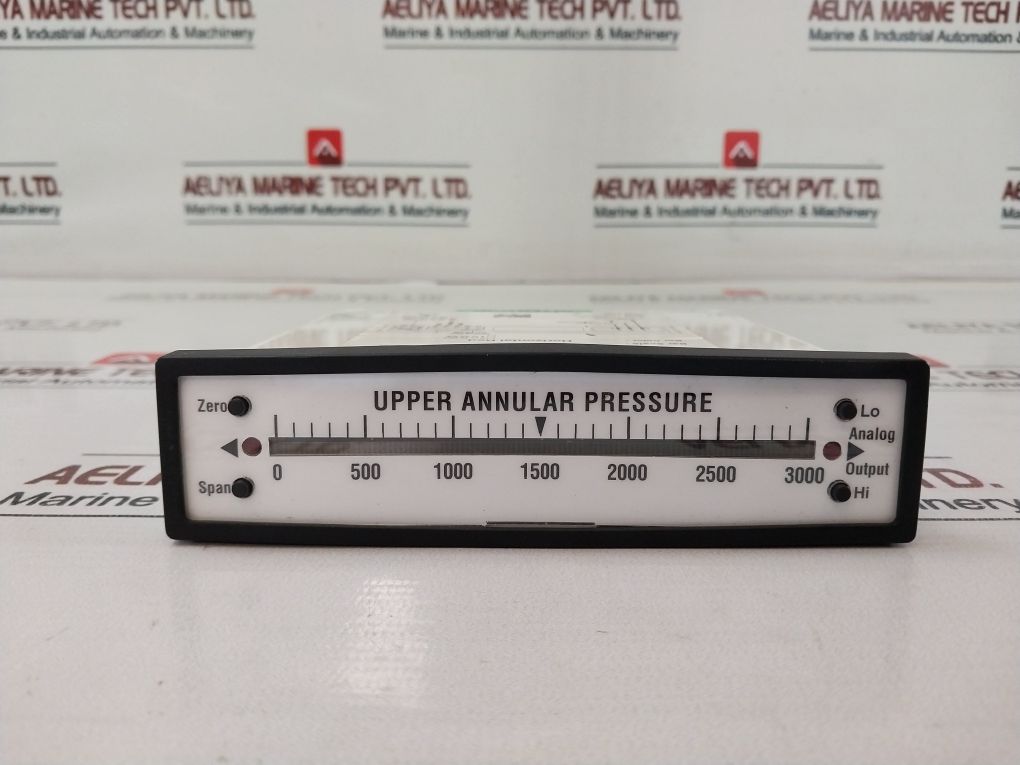 YA MARINE TECH PVT. LTD.
e & Industrial Automation & Machinery
AELIYA MARINE TECH PVT. LTD.
Marine & Industrial Automation & Machinery
AELIYA MARINE TECH
Marine & Industrial Automation &
T. LTD.
Machinery
AELIYA MARINE TECH PVT. LTD.
Marine & Industrial Automation & Machinery
AELIYA MARINE TECH PVT. LTD.
Marine & Industrial Automation & Machinery
UPPER ANNULAR PRESSURE
Zero
Lo
Analog
Output
0 500 1000 1500 2000 2500 3000
Span
Hi
AEL
Marine
D.